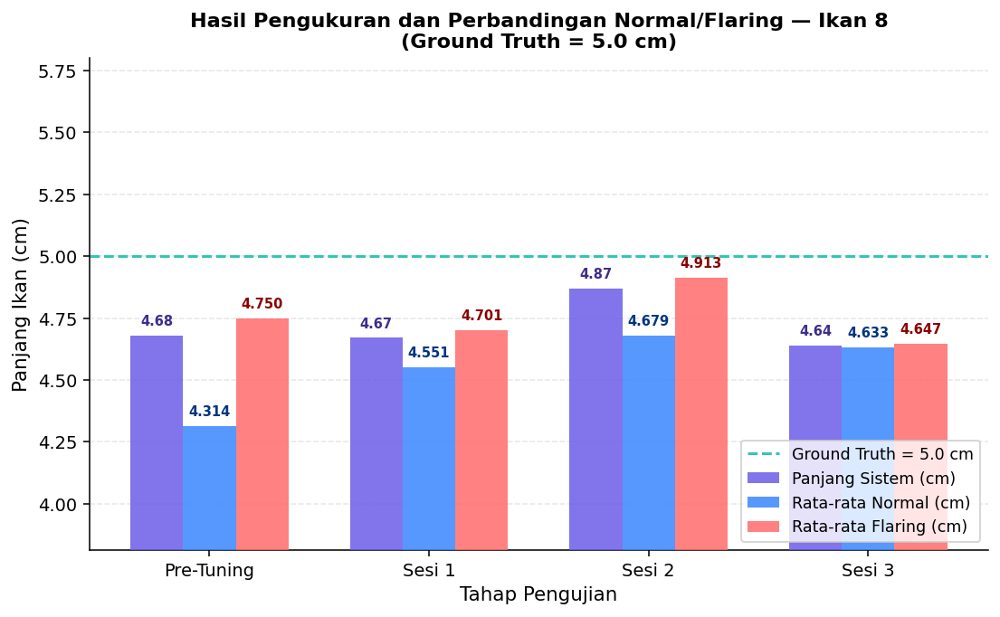 Hasil Pengukuran dan Perbandingan Normal/Flaring — Ikan 8
(Ground Truth = 5.0 cm)
Panjang Ikan (cm)
5.75
5.50
5.25
5.00
4.75
4.50
4.25
4.00
4.68
4.314
4.750
4.67
4.551
4.701
4.87
4.679
4.913
4.64
4.633
4.647
Ground Truth = 5.0 cm
Panjang Sistem (cm)
Rata-rata Normal (cm)
Rata-rata Flaring (cm)
Pre-Tuning
Sesi 1
Sesi 2
Sesi 3
Tahap Pengujian